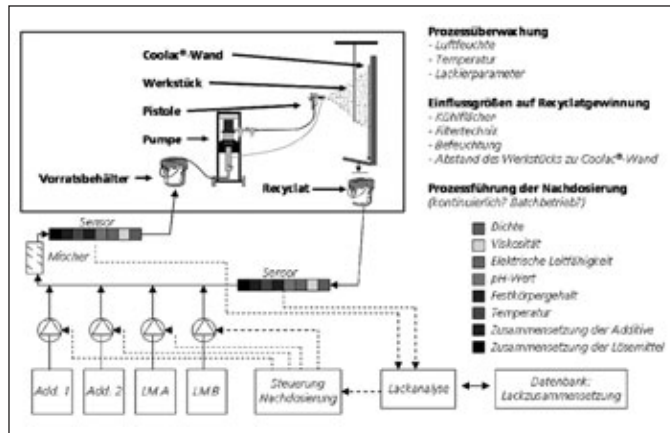 Coolac®-Wand
Werkstück
Pistole
Pumpe
Vorratsbehälter
Recyclat
Prozessüberwachung
- Luftfeuchte
- Temperatur
- Lackierparameter
Einflussgrößen auf Recyclatgewinnung
- Kühlflächen
- Filtertechnik
- Befeuchtung
- Abstand des Werkstücks zu Coolac®-Wand
Prozessführung der Nachdosierung
(kontinuierlich? Batchbetrieb?)
Dichte
Viskosität
Elektrische Leitfähigkeit
pH-Wert
Festkörpergehalt
Temperatur
Zusammensetzung der Additive
Zusammensetzung der Lösemittel
Sensor
Mischer
Sensor
Add. 1
Add. 2
LM A
LM B
Steuerung
Nachdosierung
Lackanalyse
Datenbank:
Lackzusammensetzung